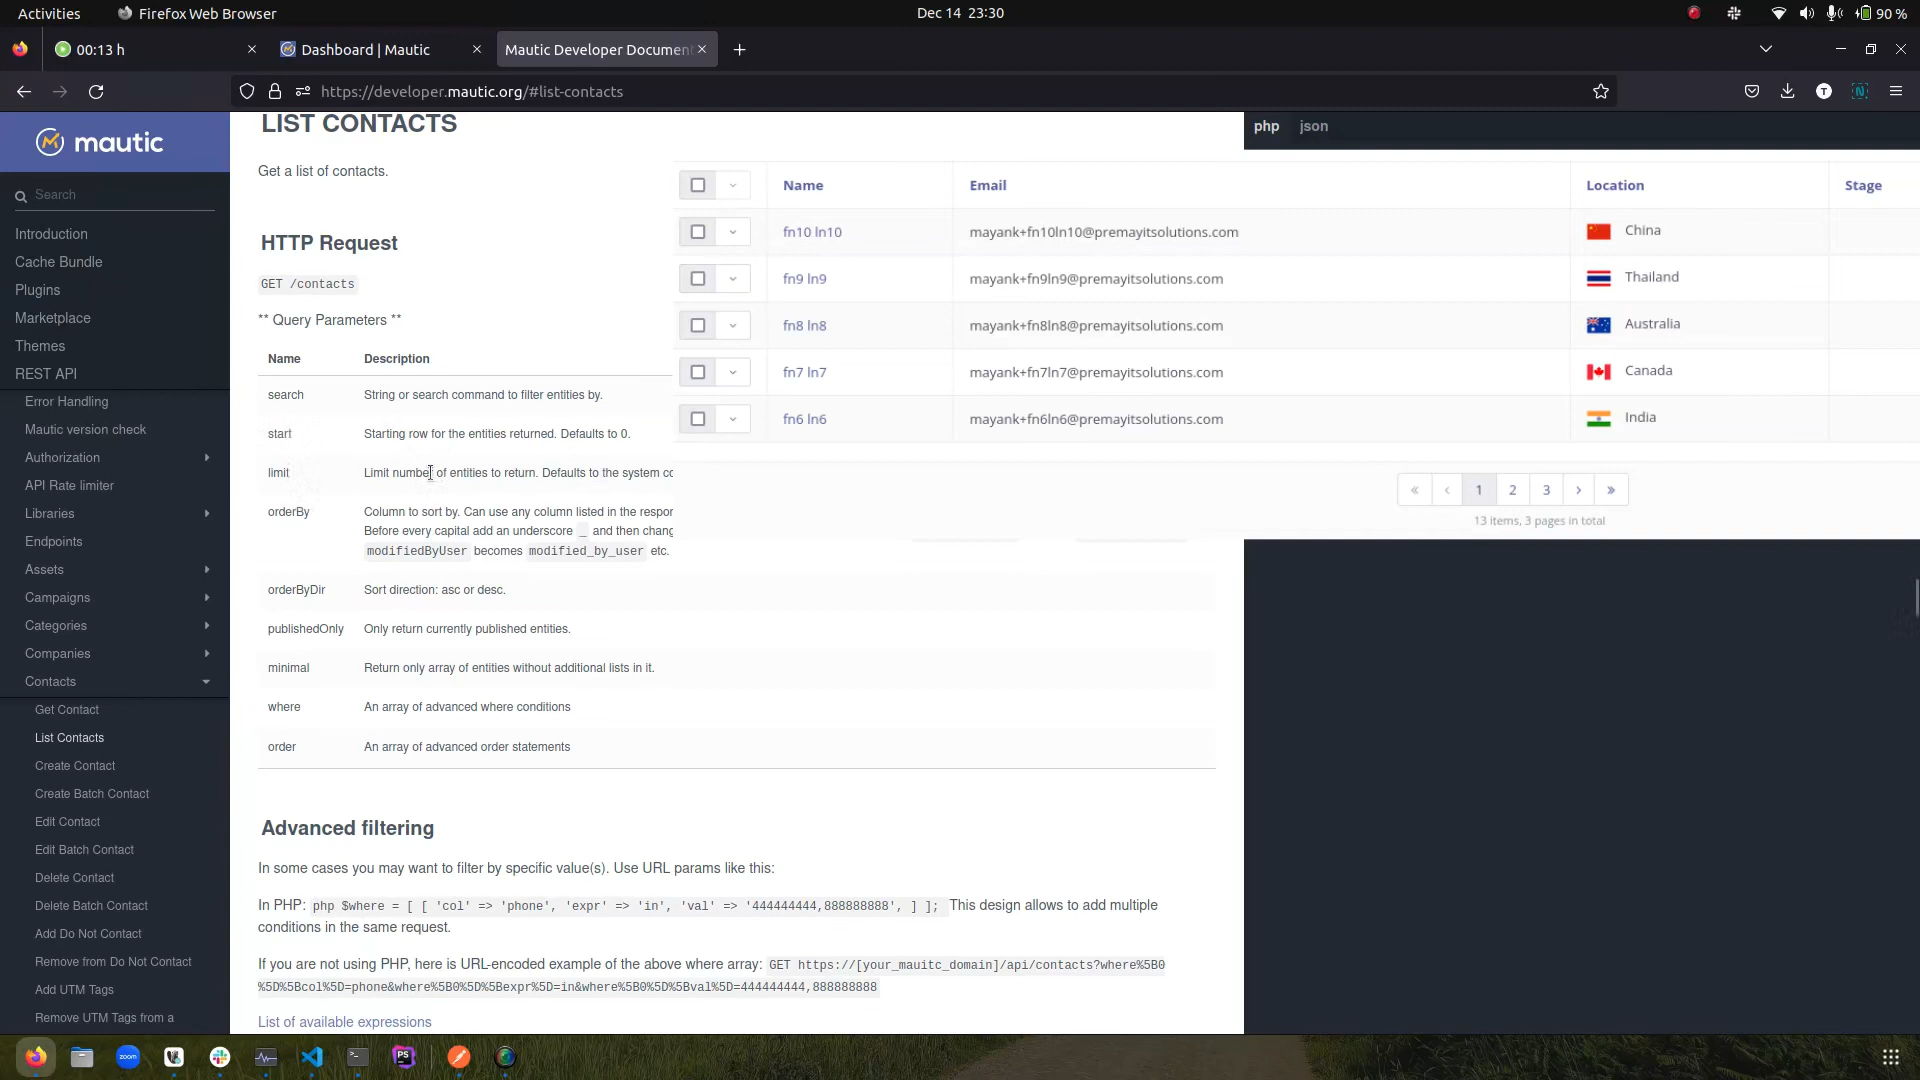 Activities
Firefox Web Browser
Dec 14 23:30
90 %
00:13 h
Dashboard | Mautic
Mautic Developer Documen
https://developer.mautic.org/#list-contacts
mautic
Search
Introduction
Cache Bundle
Plugins
Marketplace
Themes
REST API
Error Handling
Mautic version check
Authorization
API Rate limiter
Libraries
Endpoints
Assets
Campaigns
Categories
Companies
Contacts
Get Contact
List Contacts
Create Contact
Create Batch Contact
Edit Contact
Edit Batch Contact
Delete Contact
Delete Batch Contact
Add Do Not Contact
Remove from Do Not Contact
Add UTM Tags
Remove UTM Tags from a
LIST CONTACTS
Get a list of contacts.
HTTP Request
GET /contacts
** Query Parameters **
Name Description
search String or search command to filter entities by.
start Starting row for the entities returned. Defaults to 0.
limit Limit number of entities to return. Defaults to the system co
orderBy Column to sort by. Can use any column listed in the respor
Before every capital add an underscore _ and then chang
modifiedByUser becomes modified_by_user etc.
orderByDir Sort direction: asc or desc.
publishedOnly Only return currently published entities.
minimal Return only array of entities without additional lists in it.
where An array of advanced where conditions
order An array of advanced order statements
Advanced filtering
In some cases you may want to filter by specific value(s). Use URL params like this:
In PHP: php $where = [ [ 'col' => 'phone', 'expr' => 'in', 'val' => '444444444,888888888', ] ]; This design allows to add multiple
conditions in the same request.
If you are not using PHP, here is URL-encoded example of the above where array: GET https://[your_mauitc_domain]/api/contacts?where%5B0
%5D%5Bcol%5D=phone&where%5B0%5D%5Bexpr%5D=in&where%5B0%5D%5Bval%5D=444444444,888888888
List of available expressions
php json
Name Email Location Stage
fn10 ln10 mayank+fn10ln10@premayitsolutions.com China
fn9 ln9 mayank+fn9ln9@premayitsolutions.com Thailand
fn8 ln8 mayank+fn8ln8@premayitsolutions.com Australia
fn7 ln7 mayank+fn7ln7@premayitsolutions.com Canada
fn6 ln6 mayank+fn6ln6@premayitsolutions.com India
« ‹ 1 2 3 › »
13 items, 3 pages in total
zoom
PS